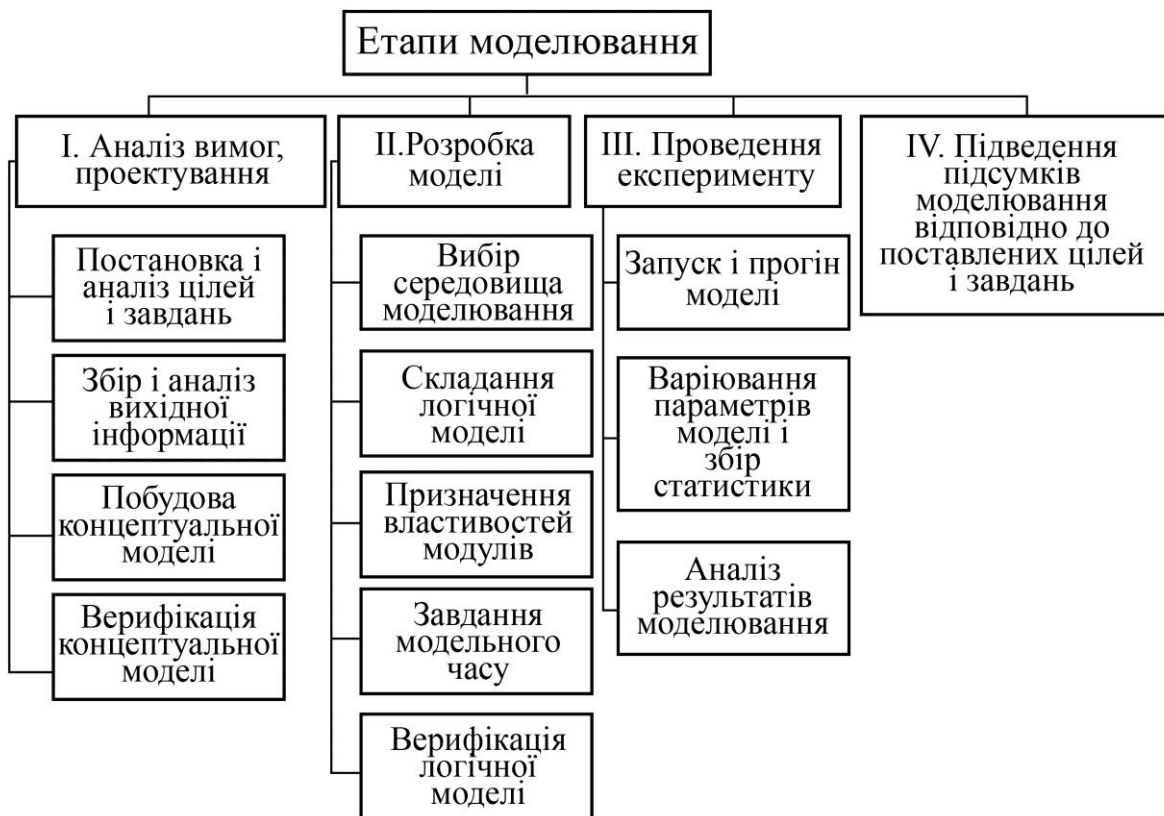 Етапи моделювання
І. Аналіз вимог,
проектування
Постановка і
аналіз цілей
і завдань
Збір і аналіз
вихідної
інформації
Побудова
концептуальної
моделі
Верифікація
концептуальної
моделі
ІІ.Розробка
моделі
Вибір
середовища
моделювання
Складання
логічної
моделі
Призначення
властивостей
модулів
Завдання
модельного
часу
Верифікація
логічної
моделі
ІІІ. Проведення
експерименту
Запуск і прогін
моделі
Варіювання
параметрів
моделі і
збір
статистики
Аналіз
результатів
моделювання
IV. Підведення
підсумків
моделювання
відповідно до
поставлених цілей
і завдань